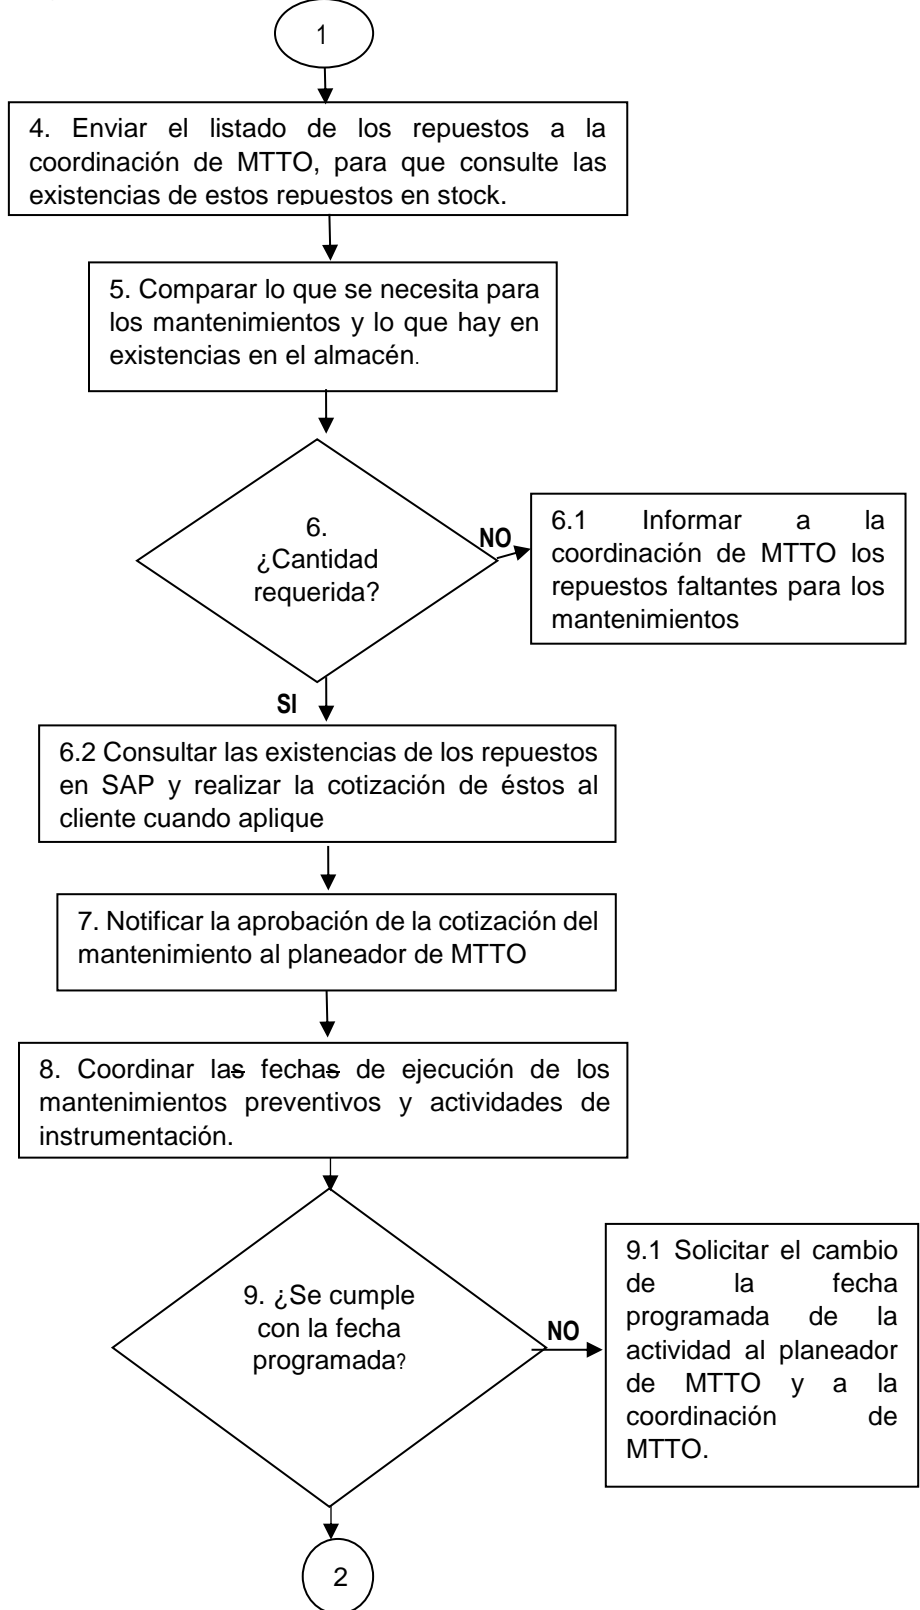 1
4. Enviar el listado de los repuestos a la
coordinación de MTTO, para que consulte las
existencias de estos repuestos en stock.
5. Comparar lo que se necesita para
los mantenimientos y lo que hay en
existencias en el almacén.
6.
¿Cantidad
requerida?
NO
6.1 Informar a la
coordinación de MTTO los
repuestos faltantes para los
mantenimientos
SI
6.2 Consultar las existencias de los repuestos
en SAP y realizar la cotización de éstos al
cliente cuando aplique
7. Notificar la aprobación de la cotización del
mantenimiento al planeador de MTTO
8. Coordinar las fechas de ejecución de los
mantenimientos preventivos y actividades de
instrumentación.
9. ¿Se cumple
con la fecha
programada?
NO
9.1 Solicitar el cambio
de la fecha
programada de la
actividad al planeador
de MTTO y a la
coordinación de
MTTO.
2